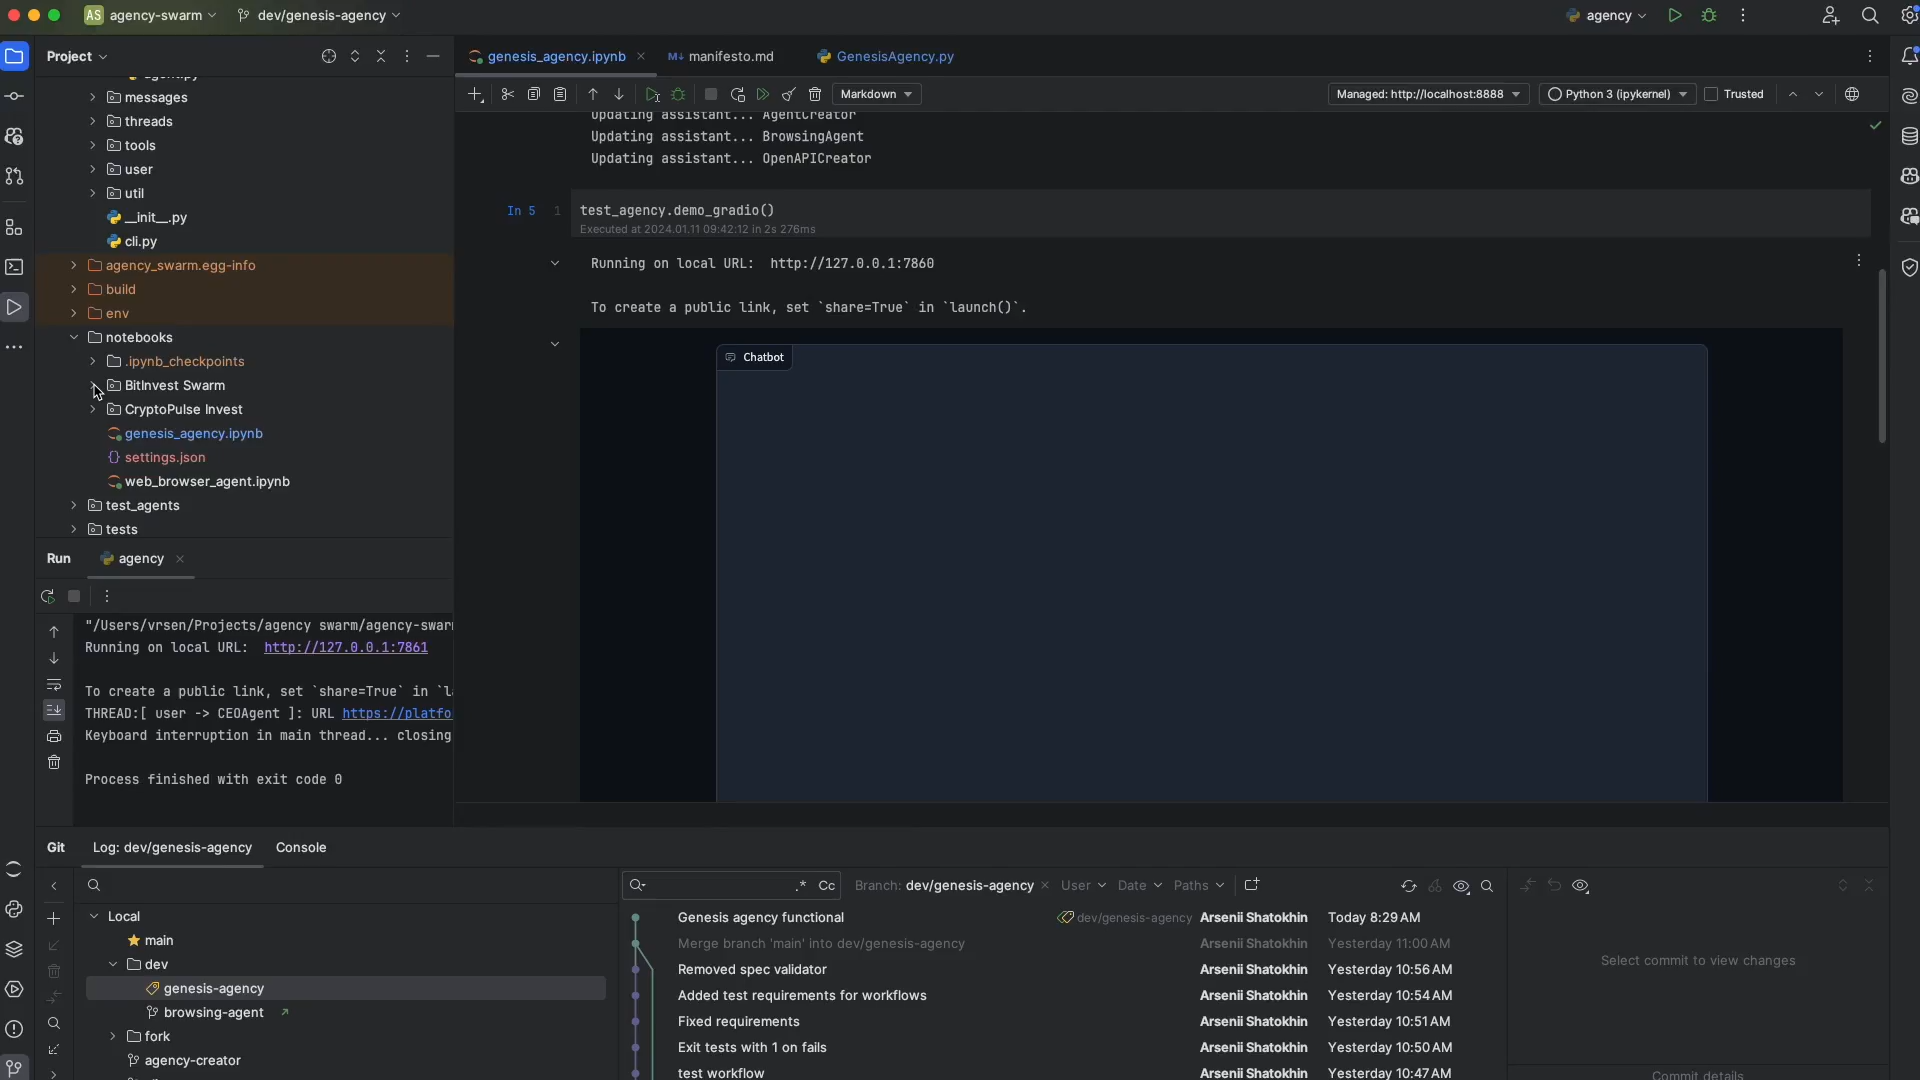 AS agency-swarm dev/genesis-agency agency
Project
genesis_agency.ipynb manifesto.md GenesisAgency.py
Markdown Managed: http://localhost:8888 Python 3 (ipykernel) Trusted
messages
threads
tools
user
util
__init__.py
cli.py
agency_swarm.egg-info
build
env
notebooks
.ipynb_checkpoints
BitInvest Swarm
CryptoPulse Invest
genesis_agency.ipynb
settings.json
web_browser_agent.ipynb
test_agents
tests
Updating assistant... AgentCreator
Updating assistant... BrowsingAgent
Updating assistant... OpenAPICreator
In 5 1 test_agency.demo_gradio()
Executed at 2024.01.11 09:42:12 in 2s 276ms
Running on local URL:  http://127.0.0.1:7860
To create a public link, set `share=True` in `launch()`.
Chatbot
Run agency
"/Users/vrsen/Projects/agency swarm/agency-swarm
Running on local URL:  http://127.0.0.1:7861
To create a public link, set `share=True` in
THREAD:[ user -> CEOAgent ]: URL https://platfo
Keyboard interruption in main thread... closing
Process finished with exit code 0
Git Log: dev/genesis-agency Console
.* Cc Branch: dev/genesis-agency User Date Paths
Local
main
dev
genesis-agency
browsing-agent
fork
agency-creator
Genesis agency functional dev/genesis-agency Arsenii Shatokhin Today 8:29 AM
Merge branch 'main' into dev/genesis-agency Arsenii Shatokhin Yesterday 11:00 AM
Removed spec validator Arsenii Shatokhin Yesterday 10:56 AM
Added test requirements for workflows Arsenii Shatokhin Yesterday 10:54 AM
Fixed requirements Arsenii Shatokhin Yesterday 10:51 AM
Exit tests with 1 on fails Arsenii Shatokhin Yesterday 10:50 AM
test workflow Arsenii Shatokhin Yesterday 10:47 AM
Select commit to view changes
Commit details